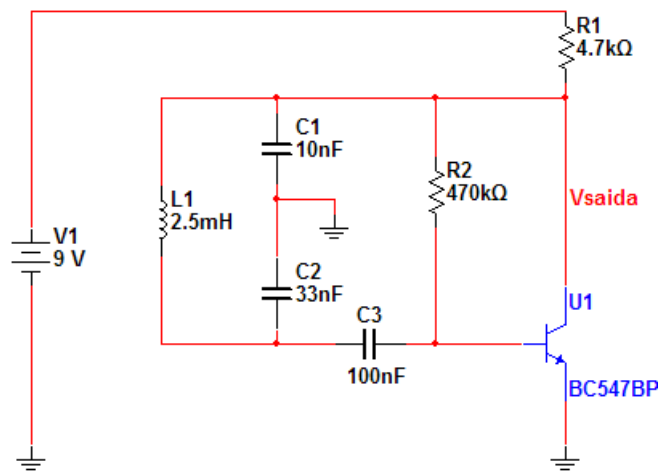 R1
4.7kΩ
C1
10nF
R2
470kΩ
L1
2.5mH
Vsaida
V1
9 V
C2
33nF
U1
C3
100nF
BC547BP